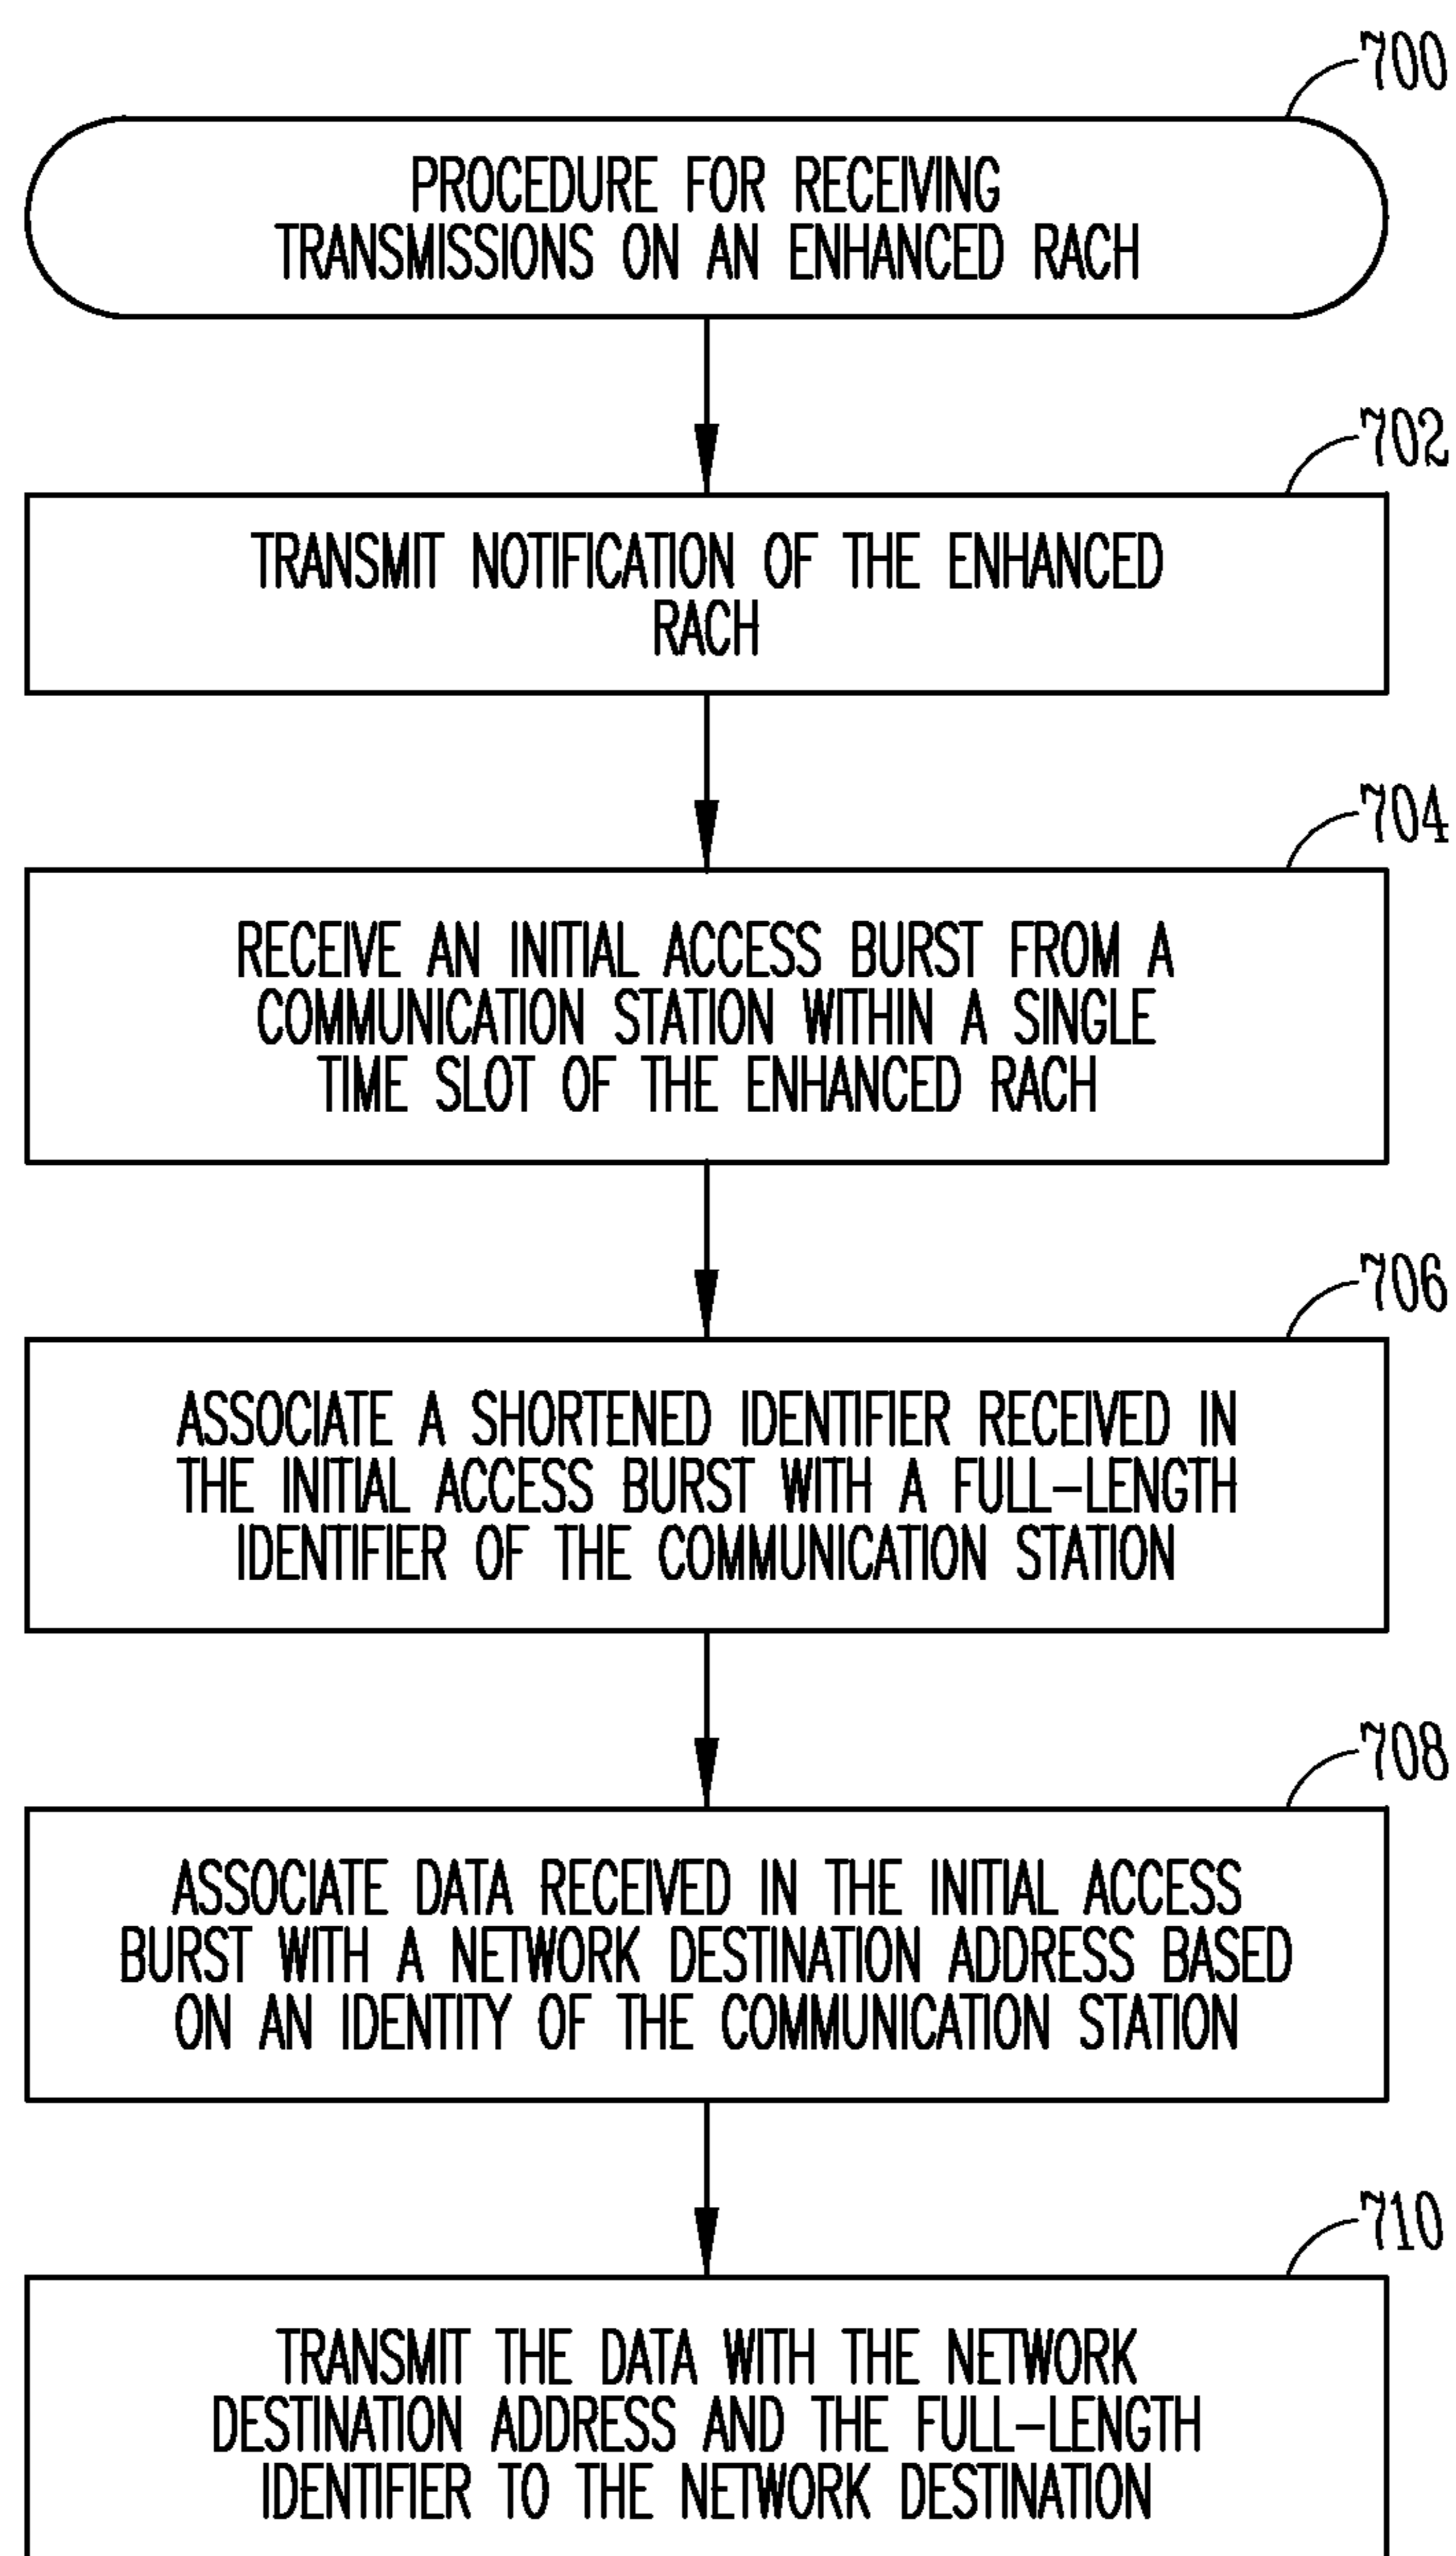 700
PROCEDURE FOR RECEIVING
TRANSMISSIONS ON AN ENHANCED RACH
702
TRANSMIT NOTIFICATION OF THE ENHANCED
RACH
704
RECEIVE AN INITIAL ACCESS BURST FROM A
COMMUNICATION STATION WITHIN A SINGLE
TIME SLOT OF THE ENHANCED RACH
706
ASSOCIATE A SHORTENED IDENTIFIER RECEIVED IN
THE INITIAL ACCESS BURST WITH A FULL-LENGTH
IDENTIFIER OF THE COMMUNICATION STATION
708
ASSOCIATE DATA RECEIVED IN THE INITIAL ACCESS
BURST WITH A NETWORK DESTINATION ADDRESS BASED
ON AN IDENTITY OF THE COMMUNICATION STATION
710
TRANSMIT THE DATA WITH THE NETWORK
DESTINATION ADDRESS AND THE FULL-LENGTH
IDENTIFIER TO THE NETWORK DESTINATION